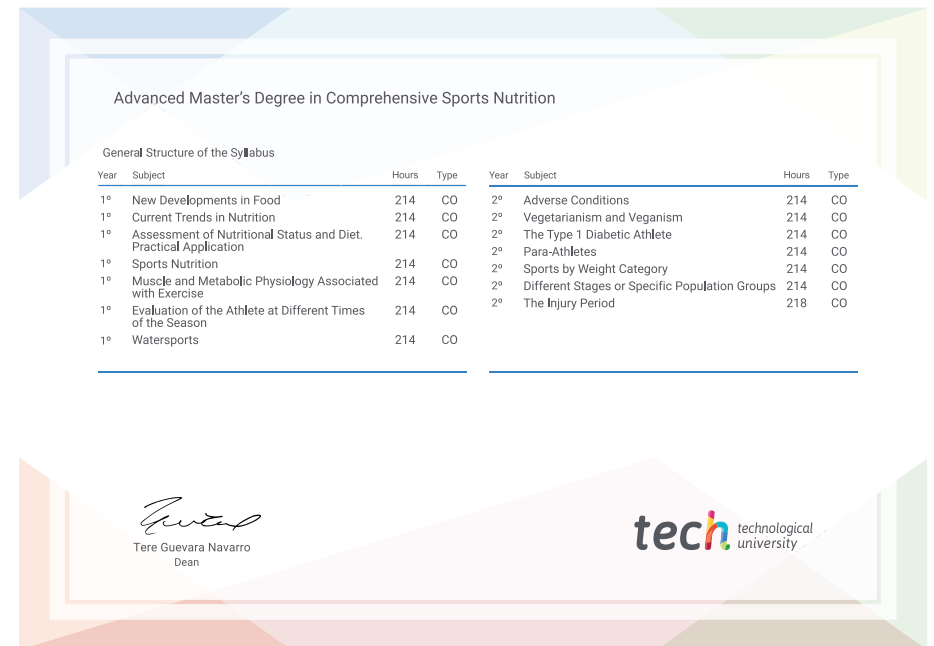 Advanced Master's Degree in Comprehensive Sports Nutrition
General Structure of the Syllabus
Year Subject Hours Type
1º New Developments in Food 214 CO
1º Current Trends in Nutrition 214 CO
1º Assessment of Nutritional Status and Diet. 214 CO
Practical Application
1º Sports Nutrition 214 CO
1º Muscle and Metabolic Physiology Associated 214 CO
with Exercise
1º Evaluation of the Athlete at Different Times 214 CO
of the Season
1º Watersports 214 CO
Year Subject Hours Type
2º Adverse Conditions 214 CO
2º Vegetarianism and Veganism 214 CO
2º The Type 1 Diabetic Athlete 214 CO
2º Para-Athletes 214 CO
2º Sports by Weight Category 214 CO
2º Different Stages or Specific Population Groups 214 CO
2º The Injury Period 218 CO
Tere Guevara Navarro
Dean
tech technological
university